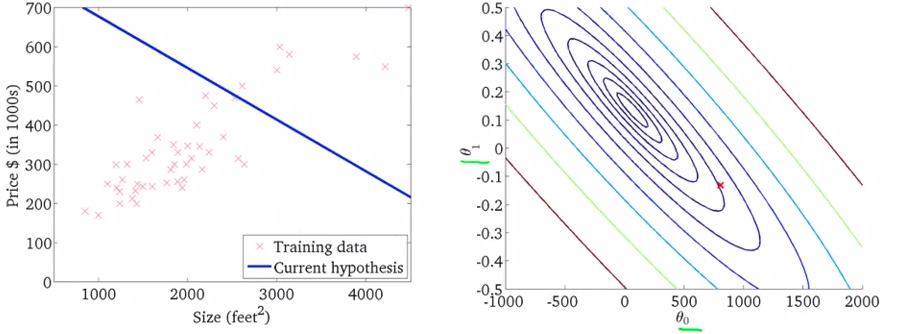 700
600
500
400
300
200
100
0
Price $ (in 1000s)
1000 2000 3000 4000
Size (feet²)
Training data
Current hypothesis
0.5
0.4
0.3
0.2
0.1
0
-0.1
-0.2
-0.3
-0.4
-0.5
θ₁
-1000 -500 0 500 1000 1500 2000
θ₀